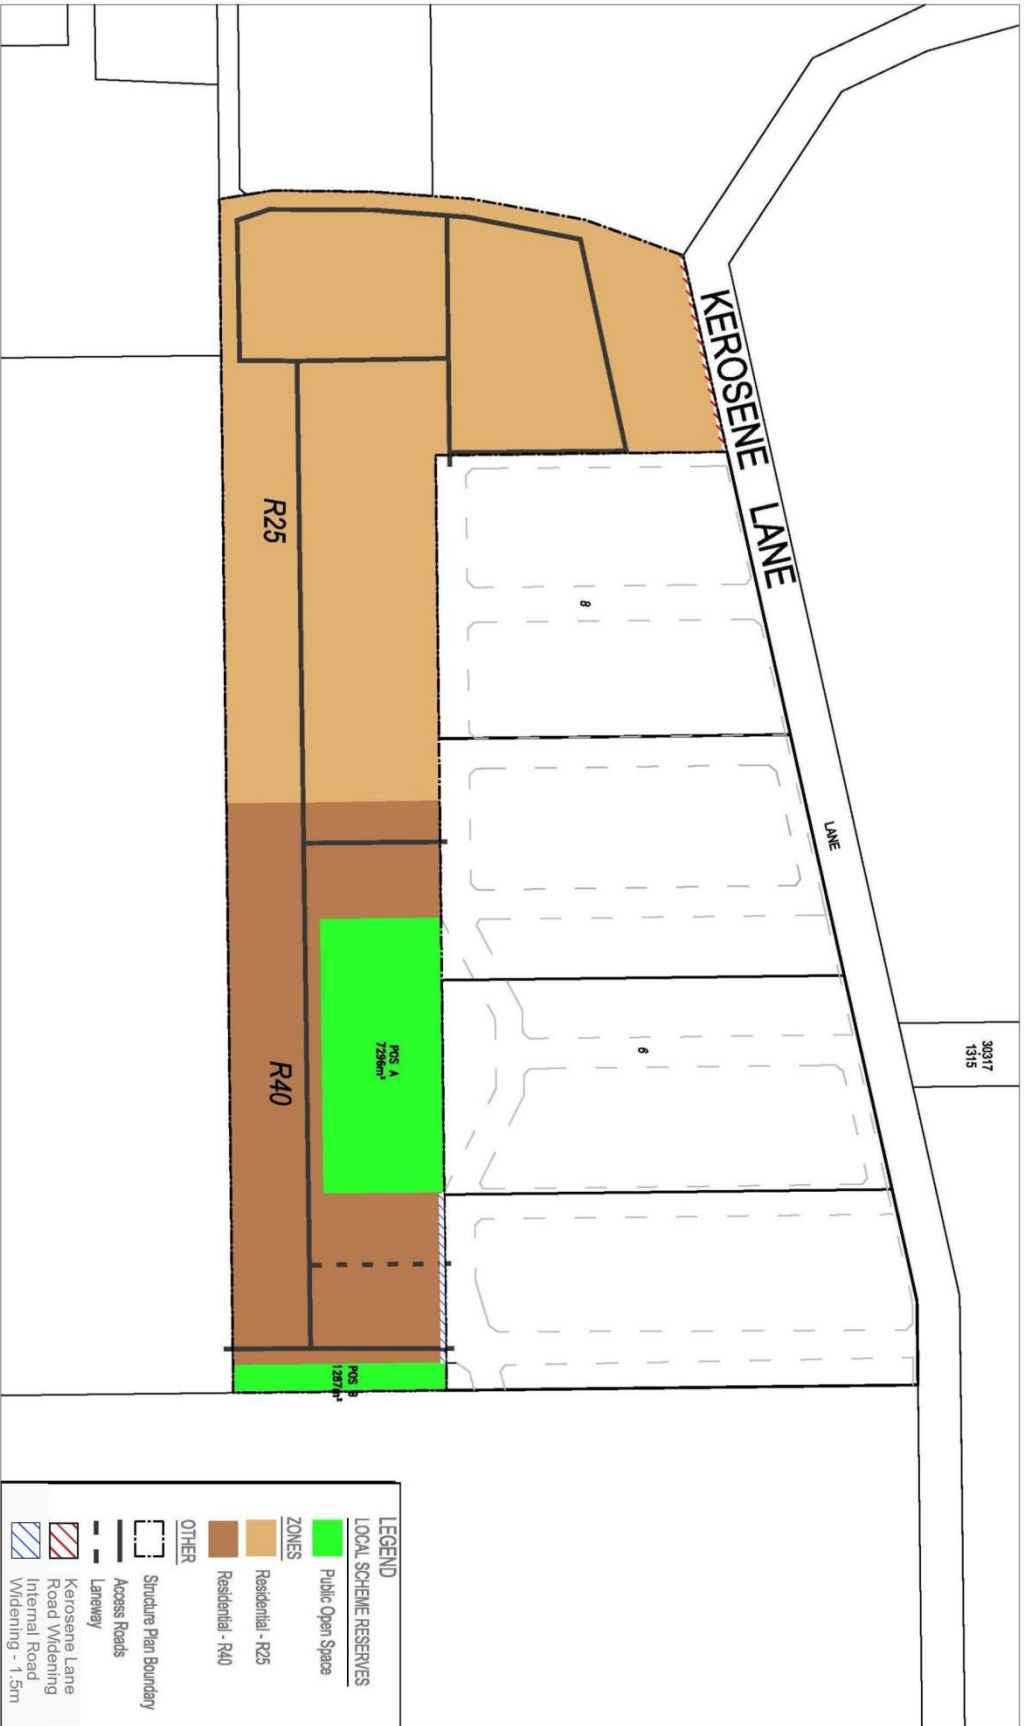 KEROSENE LANE
LANE
30317
1315
8
6
R25
R40
POS A
7296m²
POS B
1287m²
LEGEND
LOCAL SCHEME RESERVES
Public Open Space
ZONES
Residential - R25
Residential - R40
OTHER
Structure Plan Boundary
Access Roads
Laneway
Kerosene Lane
Road Widening
Internal Road
Widening - 1.5m